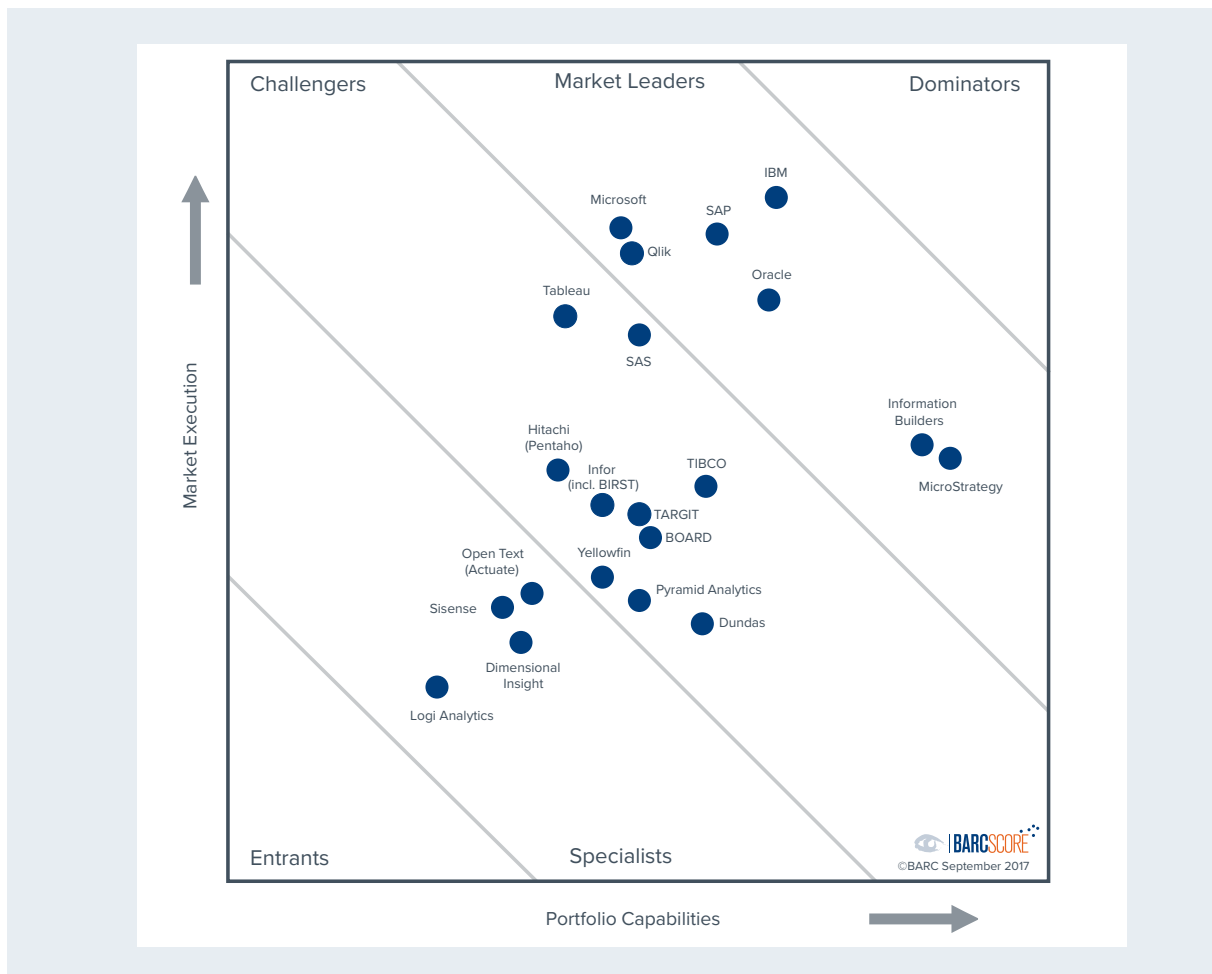 Challengers
Market Leaders
Dominators
IBM
Microsoft
SAP
Qlik
Oracle
Tableau
SAS
Information
Builders
MicroStrategy
Hitachi
(Pentaho)
Infor
(incl. BIRST)
TIBCO
TARGIT
BOARD
Yellowfin
Open Text
(Actuate)
Pyramid Analytics
Sisense
Dundas
Dimensional
Insight
Logi Analytics
Market Execution
Entrants
Specialists
BARCSCORE
©BARC September 2017
Portfolio Capabilities